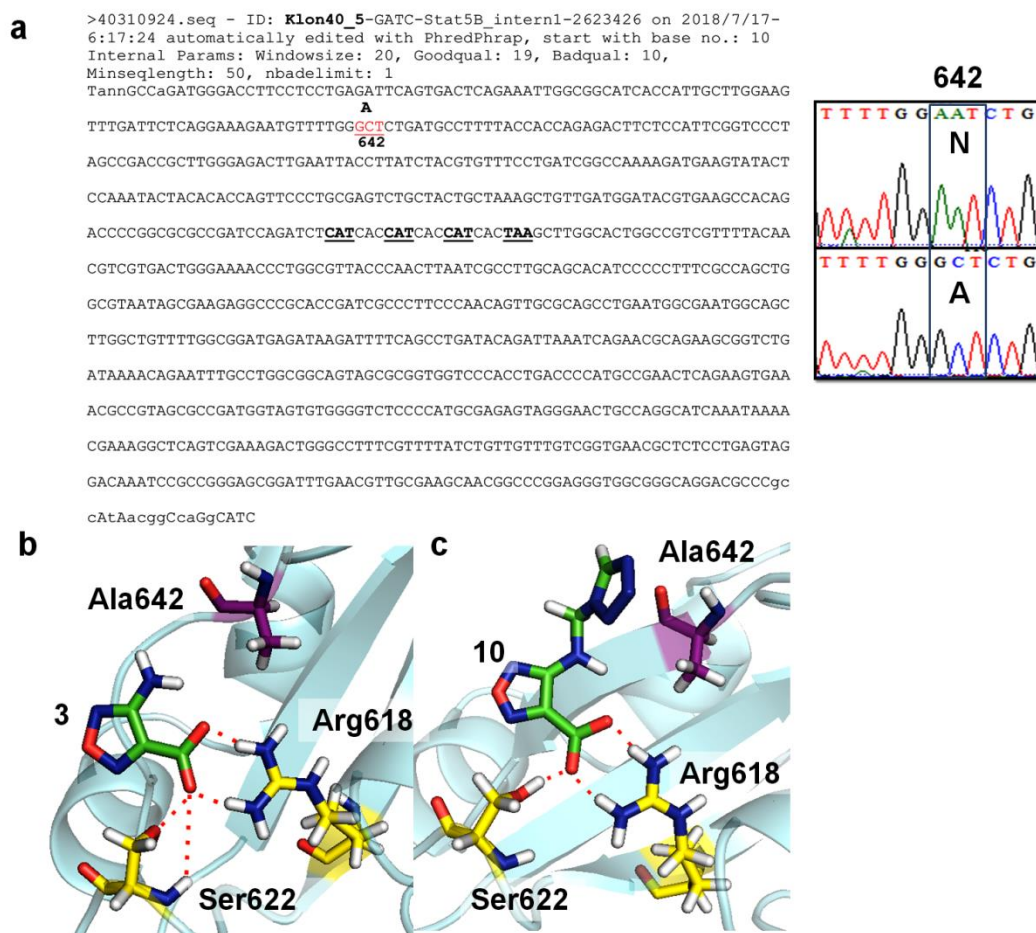 a
>40310924.seq - ID: Klon40_5-GATC-Stat5B_intern1-2623426 on 2018/7/17-
6:17:24 automatically edited with PhredPhrap, start with base no.: 10
Internal Params: Windowsize: 20, Goodqual: 19, Badqual: 10,
Minseqlength: 50, nbadelimit: 1
TannGCCaGATGGGACCTTCCTCCTGAGATTCAGTGACTCAGAAATTGGCGGCATCACCATTGCTTGGAAG
A
TTTGATTCTCAGGAAAGAATGTTTTGGGCTCTGATGCCTTTTACCACCAGAGACTTCTCCATTCGGTCCCT
642
AGCCGACCGCTTGGGAGACTTGAATTACCTTATCTACGTGTTTCCTGATCGGCCAAAAGATGAAGTATACT
CCAAATACTACACACCAGTTCCCTGCGAGTCTGCTACTGCTAAAGCTGTTGATGGATACGTGAAGCCACAG
ACCCCGGCGCGCCGATCCAGATCTCATCACCATCACCATCACTAAGCTTGGCACTGGCCGTCGTTTTACAA
CGTCGTGACTGGGAAAACCCTGGCGTTACCCAACTTAATCGCCTTGCAGCACATCCCCCTTTCGCCAGCTG
GCGTAATAGCGAAGAGGCCCGCACCGATCGCCCTTCCCAACAGTTGCGCAGCCTGAATGGCGAATGGCAGC
TTGGCTGTTTTGGCGGATGAGATAAGATTTTCAGCCTGATACAGATTAAATCAGAACGCAGAAGCGGTCTG
ATAAAACAGAATTTGCCTGGCGGCAGTAGCGCGGTGGTCCCACCTGACCCCATGCCGAACTCAGAAGTGAA
ACGCCGTAGCGCCGATGGTAGTGTGGGGTCTCCCCATGCGAGAGTAGGGAACTGCCAGGCATCAAATAAAA
CGAAAGGCTCAGTCGAAAGACTGGGCCTTTCGTTTTATCTGTTGTTTGTCGGTGAACGCTCTCCTGAGTAG
GACAAATCCGCCGGGAGCGGATTTGAACGTTGCGAAGCAACGGCCCGGAGGGTGGCGGGCAGGACGCCCgc
cAtAacggCcaGgCATC
642
TTTTGGAATCTG
N
TTTTGGGCTCTG
A
b
Ala642
3
Arg618
Ser622
c
Ala642
10
Arg618
Ser622